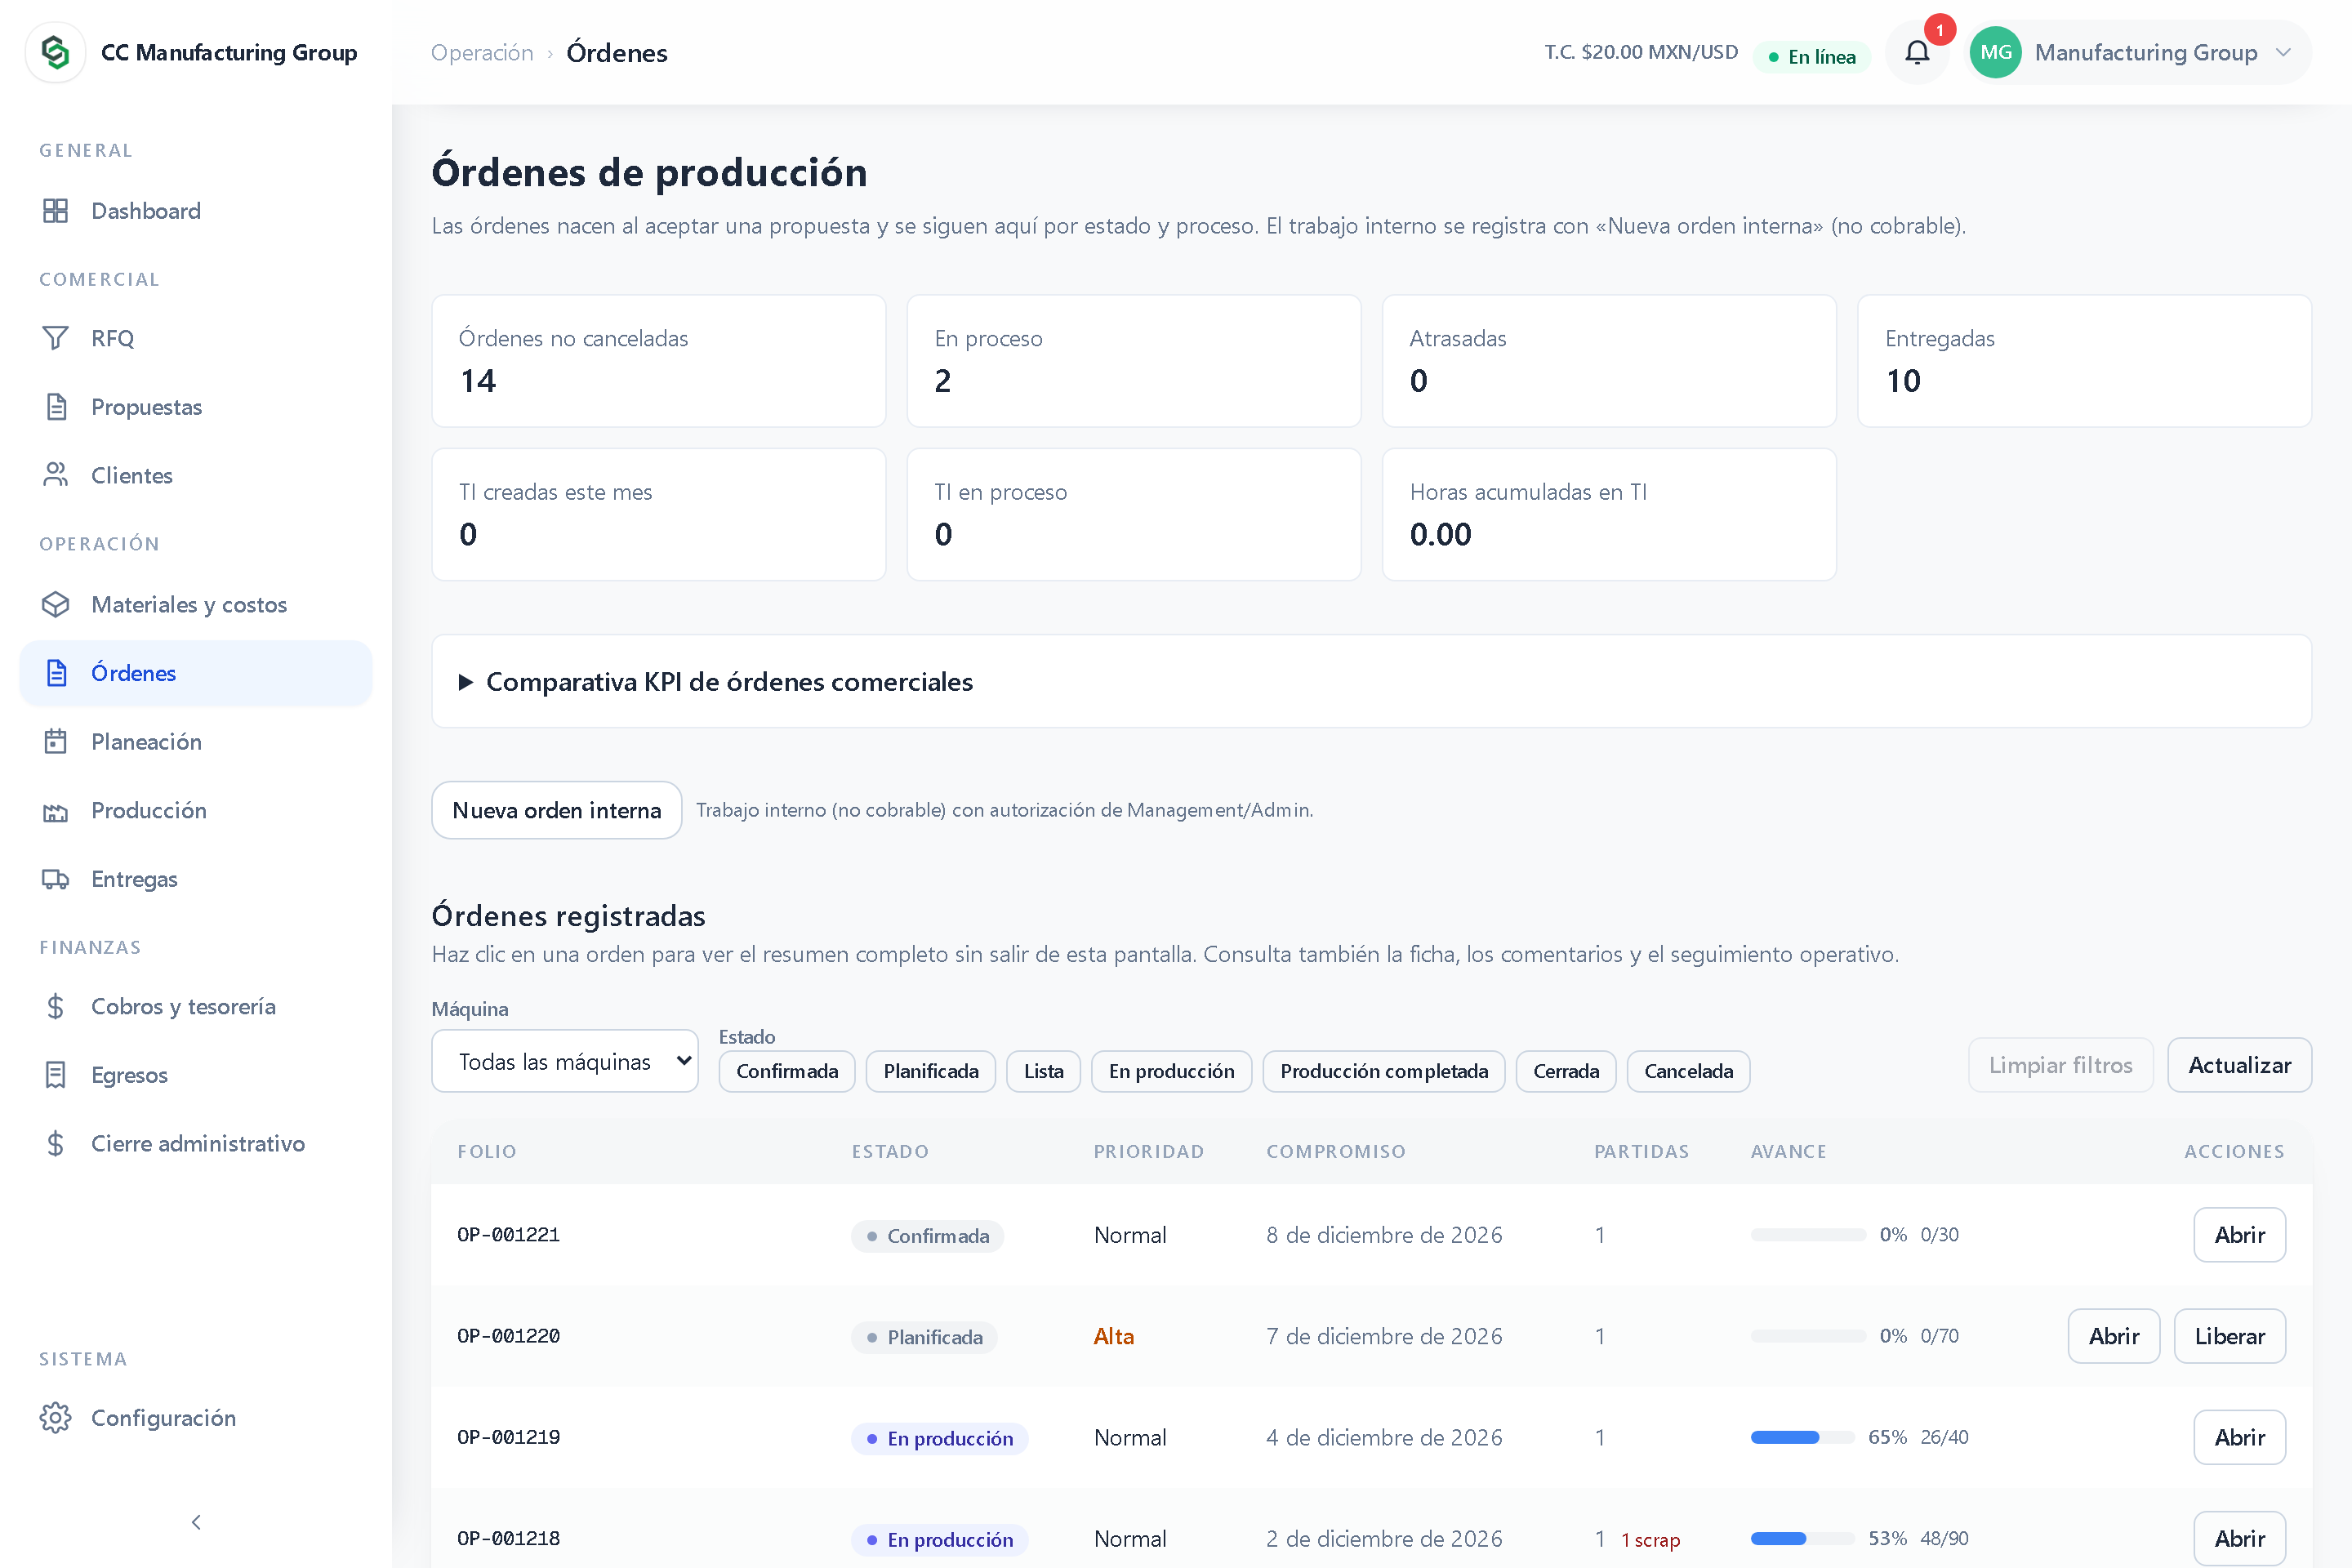 CC Manufacturing Group
Operación › Órdenes
T.C. $20.00 MXN/USD
En línea
1
MG
Manufacturing Group
GENERAL
Dashboard
COMERCIAL
RFQ
Propuestas
Clientes
OPERACIÓN
Materiales y costos
Órdenes
Planeación
Producción
Entregas
FINANZAS
Cobros y tesorería
Egresos
Cierre administrativo
SISTEMA
Configuración
Órdenes de producción
Las órdenes nacen al aceptar una propuesta y se siguen aquí por estado y proceso. El trabajo interno se registra con «Nueva orden interna» (no cobrable).
Órdenes no canceladas
14
En proceso
2
Atrasadas
0
Entregadas
10
TI creadas este mes
0
TI en proceso
0
Horas acumuladas en TI
0.00
Comparativa KPI de órdenes comerciales
Nueva orden interna
Trabajo interno (no cobrable) con autorización de Management/Admin.
Órdenes registradas
Haz clic en una orden para ver el resumen completo sin salir de esta pantalla. Consulta también la ficha, los comentarios y el seguimiento operativo.
Máquina
Todas las máquinas
Estado
Confirmada Planificada Lista En producción Producción completada Cerrada Cancelada
Limpiar filtros
Actualizar
FOLIO ESTADO PRIORIDAD COMPROMISO PARTIDAS AVANCE ACCIONES
OP-001221 Confirmada Normal 8 de diciembre de 2026 1 0% 0/30 Abrir
OP-001220 Planificada Alta 7 de diciembre de 2026 1 0% 0/70 Abrir Liberar
OP-001219 En producción Normal 4 de diciembre de 2026 1 65% 26/40 Abrir
OP-001218 En producción Normal 2 de diciembre de 2026 1 1 scrap 53% 48/90 Abrir